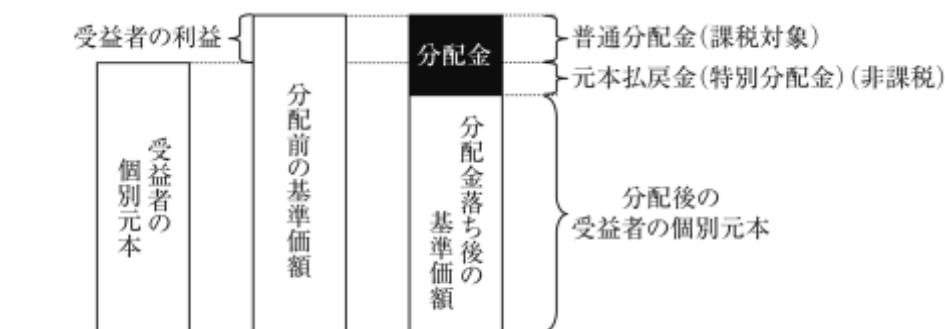 受益者の利益
受益者の
個別元本
分配前の基準価額
分配金
分配金落ち後の
基準価額
普通分配金(課税対象)
元本払戻金(特別分配金)(非課税)
分配後の
受益者の個別元本